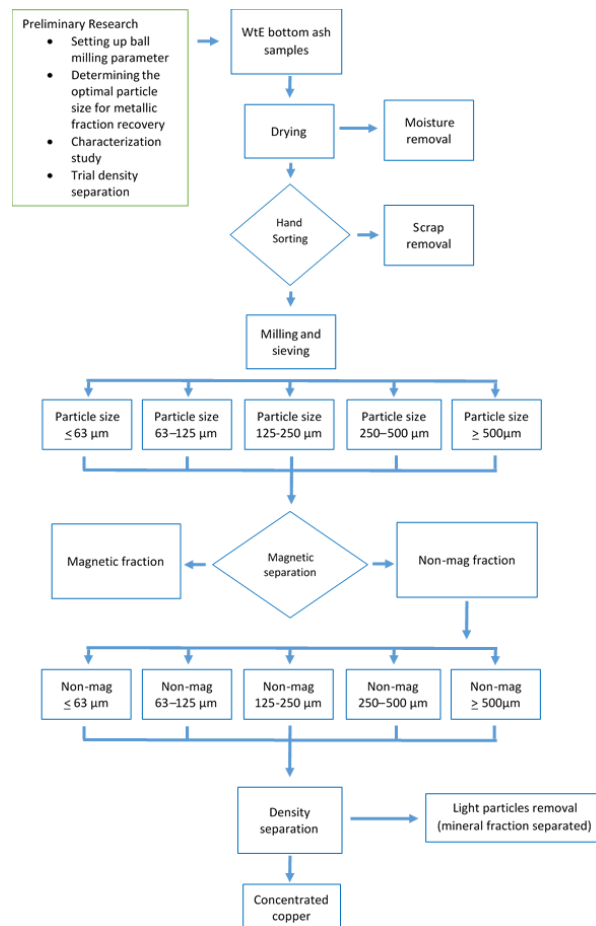 Preliminary Research
• Setting up ball
milling parameter
• Determining the
optimal particle
size for metallic
fraction recovery
• Characterization
study
• Trial density
separation
WtE bottom ash
samples
Drying
Moisture
removal
Hand
Sorting
Scrap
removal
Milling and
sieving
Particle size
≤ 63 μm
Particle size
63–125 μm
Particle size
125-250 μm
Particle size
250–500 μm
Particle size
≥ 500μm
Magnetic fraction
Magnetic
separation
Non-mag fraction
Non-mag
≤ 63 μm
Non-mag
63–125 μm
Non-mag
125-250 μm
Non-mag
250–500 μm
Non-mag
≥ 500μm
Density
separation
Light particles removal
(mineral fraction separated)
Concentrated
copper